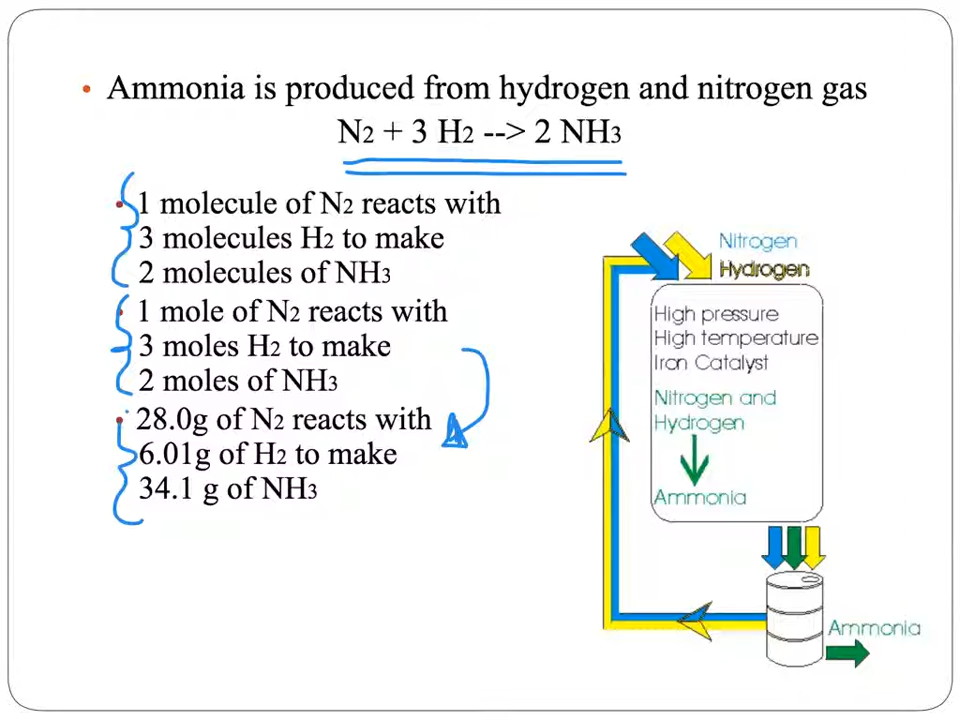 • Ammonia is produced from hydrogen and nitrogen gas
N2 + 3 H2 --> 2 NH3
• 1 molecule of N2 reacts with
3 molecules H2 to make
2 molecules of NH3
• 1 mole of N2 reacts with
3 moles H2 to make
2 moles of NH3
• 28.0g of N2 reacts with
6.01g of H2 to make
34.1 g of NH3
Nitrogen
Hydrogen
High pressure
High temperature
Iron Catalyst
Nitrogen and
Hydrogen
Ammonia
Ammonia